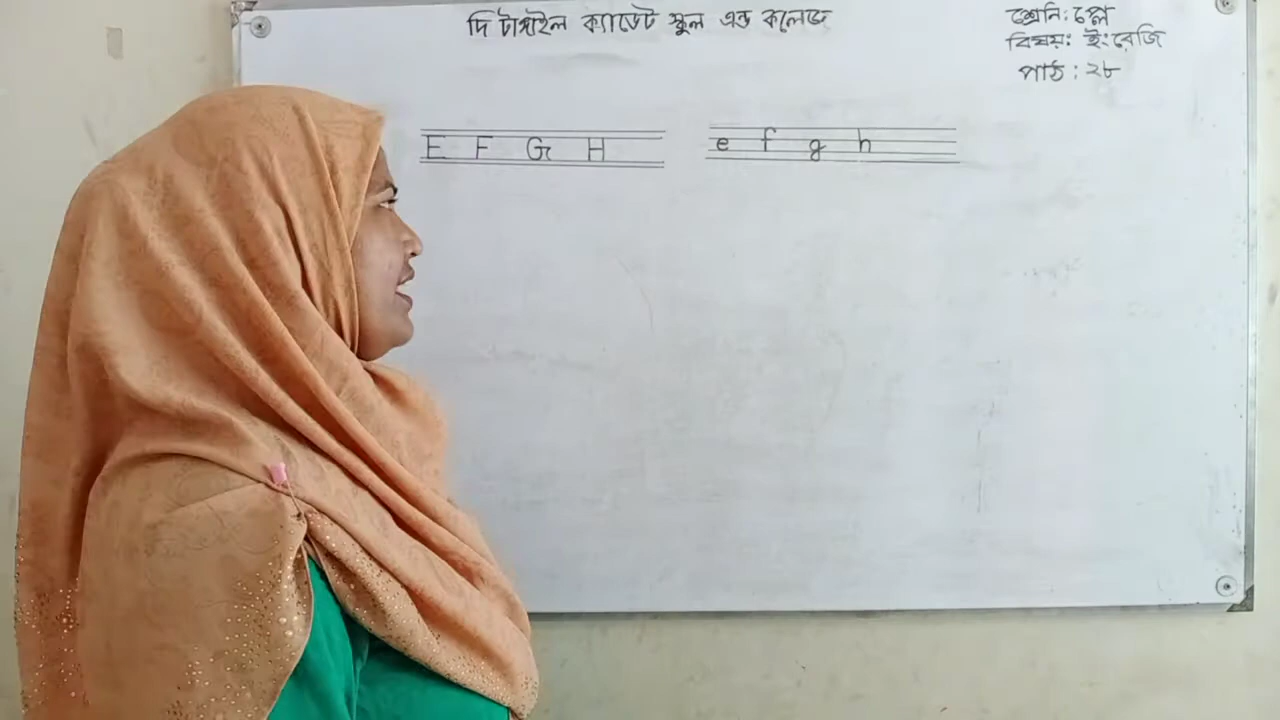 দি টাঙ্গাইল ক্যাডেট স্কুল এন্ড কলেজ
শ্রেনি: প্লে
বিষয়: ইংরেজি
পাঠ : ২৮
E F G H
e f g h